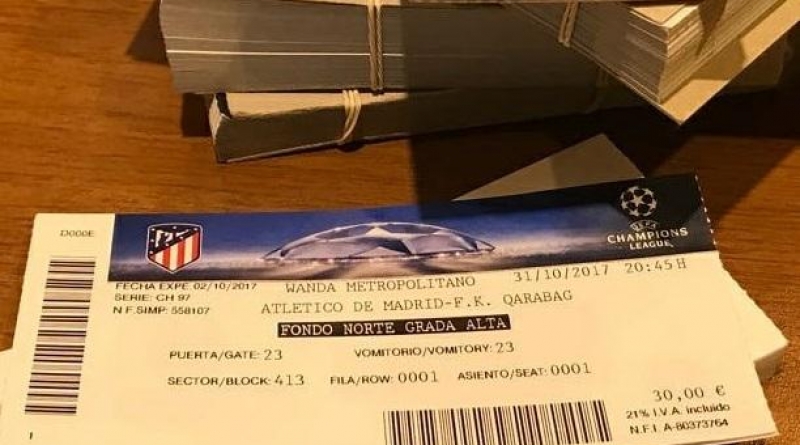 D000E
UEFA
CHAMPIONS
LEAGUE
FECHA EXPE. 02/10/2017
WANDA METROPOLITANO
31/10/2017 20:45H
SERIE: CH 97
ATLETICO DE MADRID-F.K. QARABAG
N.F.SIMP: 558107
FONDO NORTE GRADA ALTA
PUERTA/GATE: 23
VOMITORIO/VOMITORY: 23
SECTOR/BLOCK: 413
FILA/ROW: 0001
ASIENTO/SEAT: 0001
30,00 €
21% I.V.A. incluido
N.F.I. A-80373764